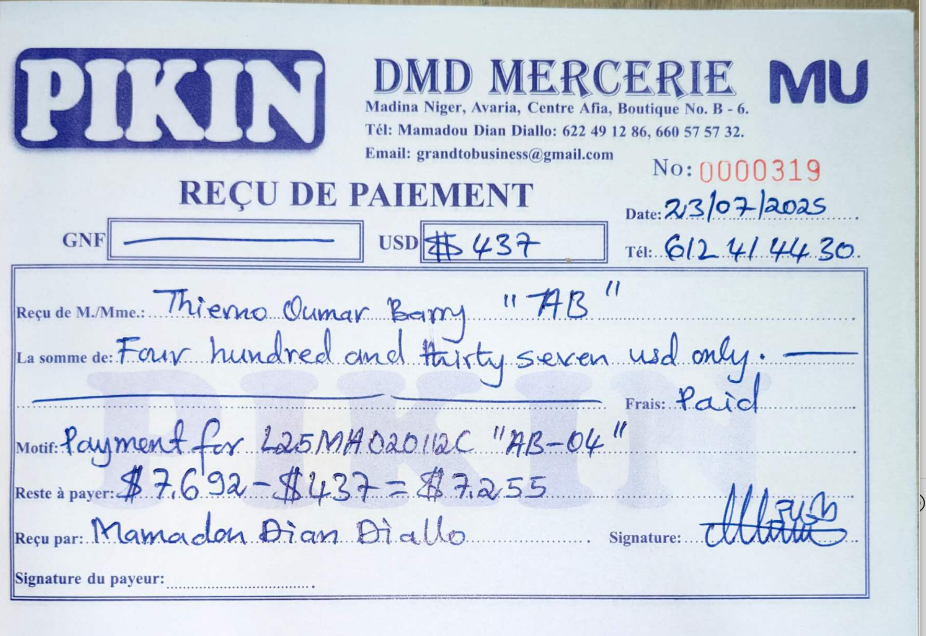 PIKIN
DMD MERCERIE
MU
Madina Niger, Avaria, Centre Afia, Boutique No. B - 6.
Tél: Mamadou Dian Diallo: 622 49 12 86, 660 57 57 32.
Email: grandtobusiness@gmail.com
No: 0000319
REÇU DE PAIEMENT
Date: 23/07/2025
GNF
USD $ 437
Tél: 612 41 44 30
Reçu de M./Mme.: Thierno Oumar Barry "AB"
La somme de: Four hundred and thirty seven usd only.
Frais: Paid
Motif: Payment for L25MA020112C "AB-04"
Reste à payer: $ 7.692 - $437 = $7.255
Reçu par: Mamadou Dian Diallo Signature:
Signature du payeur:
PIKIN